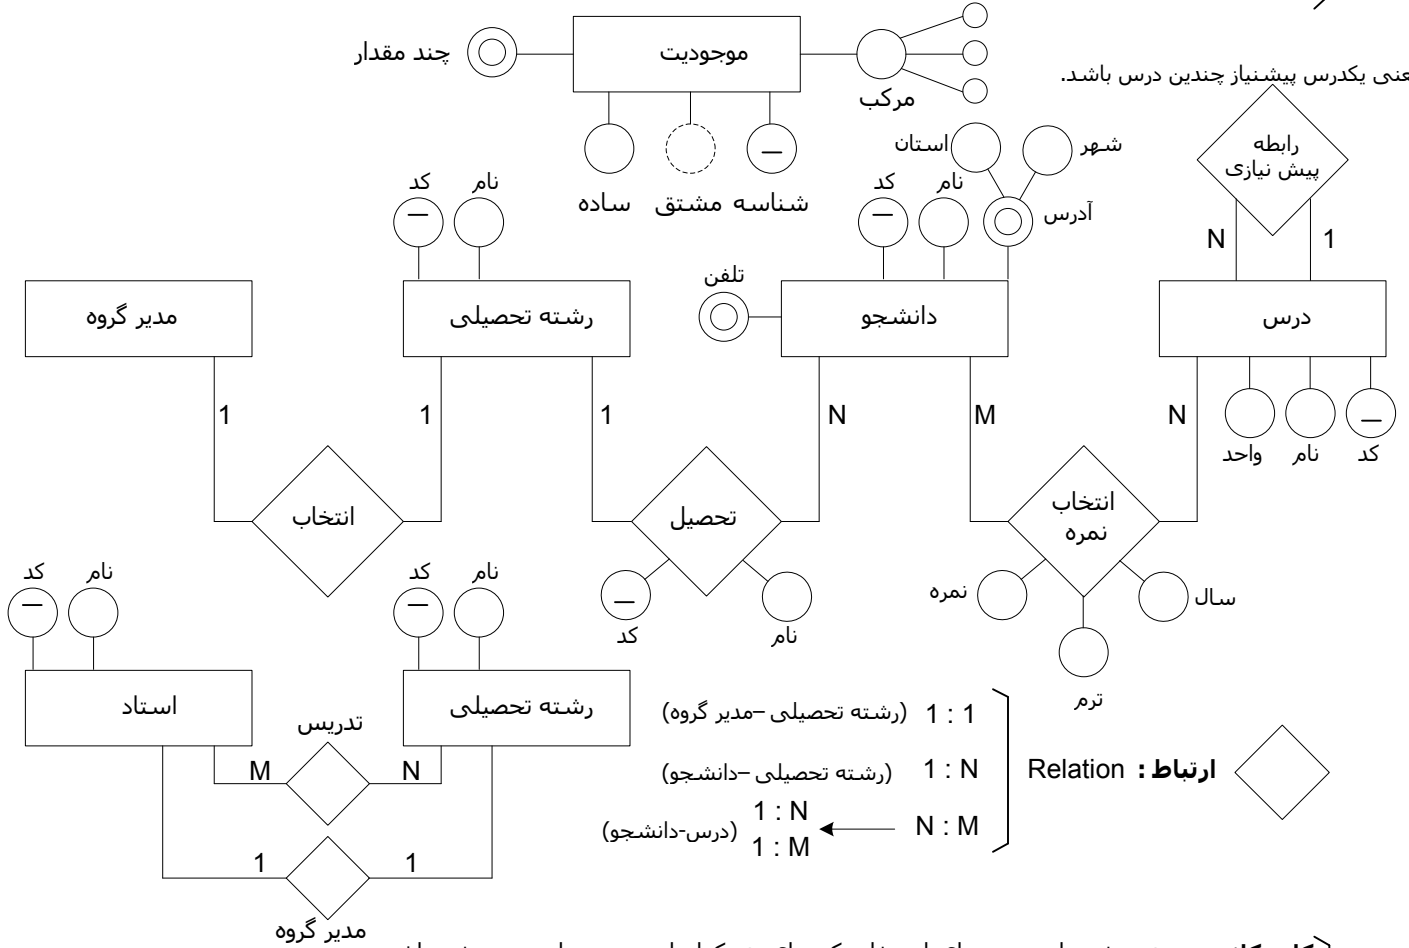 موجودیت
چند مقدار
مرکب
ساده
مشتق
شناسه
یکدرس پیشنیاز چندین درس باشد.
رابطه
پیش نیازی
N
1
استان
شهر
کد
نام
آدرس
کد
نام
تلفن
درس
دانشجو
رشته تحصیلی
مدیر گروه
واحد
نام
کد
N
M
N
1
1
1
انتخاب
نمره
تحصیل
انتخاب
سال
ترم
نمره
نام
کد
کد
نام
کد
نام
استاد
رشته تحصیلی
تدریس
M
N
1
1
مدیر گروه
ارتباط : Relation
1 : 1 (رشته تحصیلی –مدیر گروه)
1 : N (رشته تحصیلی –دانشجو)
N : M
1 : N
1 : M
(درس-دانشجو)